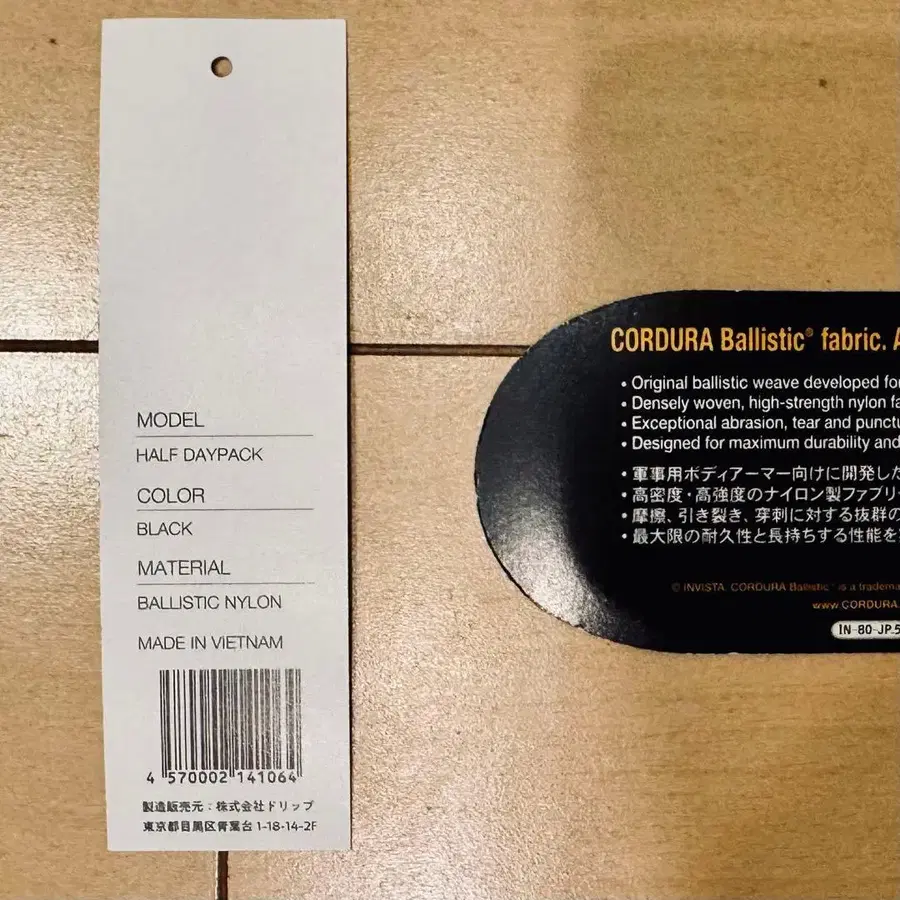 MODEL
HALF DAYPACK
COLOR
BLACK
MATERIAL
BALLISTIC NYLON
MADE IN VIETNAM
4 570002 141064
製造販売元：株式会社ドリップ
東京都目黒区青葉台 1-18-14-2F
CORDURA Ballistic® fabric. A
• Original ballistic weave developed fo
• Densely woven, high-strength nylon fa
• Exceptional abrasion, tear and punctu
• Designed for maximum durability and
• 軍事用ボディアーマー向けに開発した
• 高密度・高強度のナイロン製ファブリ
• 摩擦、引き裂き、穿刺に対する抜群の
• 最大限の耐久性と長持ちする性能を
© INVISTA. CORDURA Ballistic® is a tradema
www.CORDURA.
IN-80-JP.5